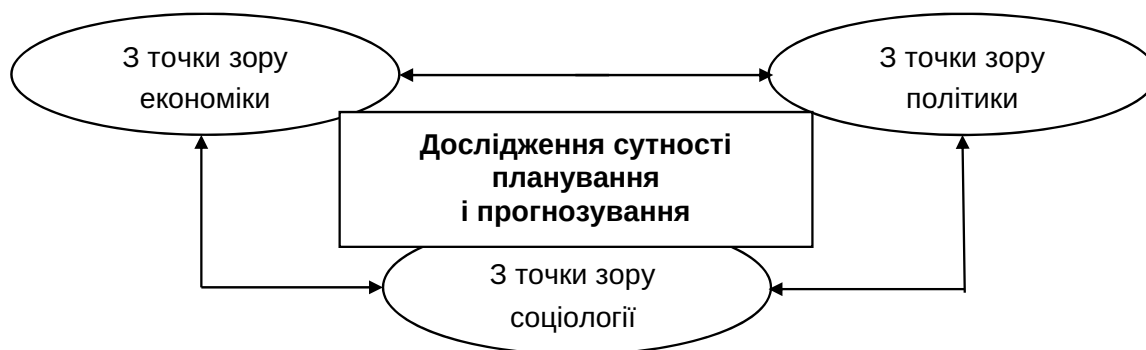 З точки зору
економіки
З точки зору
політики
Дослідження сутності
планування
і прогнозування
З точки зору
соціології